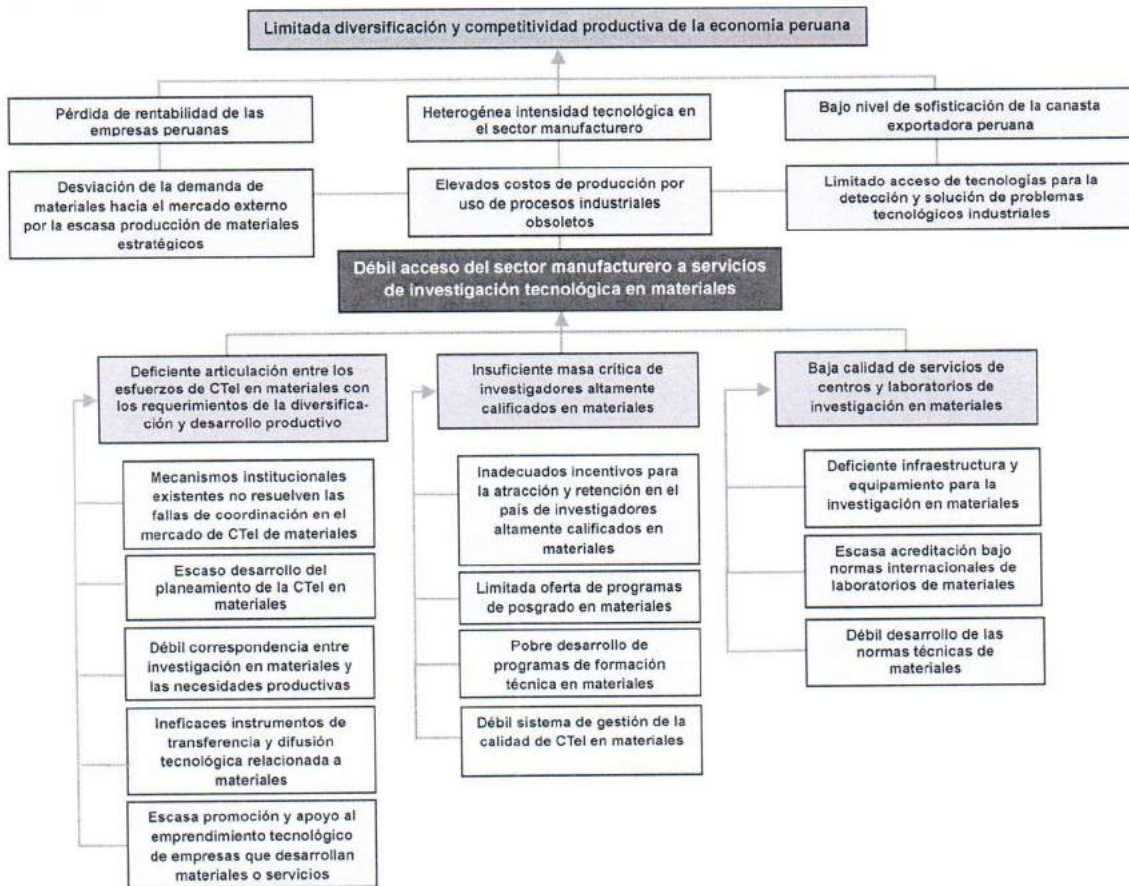 Limitada diversificación y competitividad productiva de la economía peruana
Pérdida de rentabilidad de las
empresas peruanas
Heterogénea intensidad tecnológica en
el sector manufacturero
Bajo nivel de sofisticación de la canasta
exportadora peruana
Desviación de la demanda de
materiales hacia el mercado externo
por la escasa producción de materiales
estratégicos
Elevados costos de producción por
uso de procesos industriales
obsoletos
Limitado acceso de tecnologías para la
detección y solución de problemas
tecnológicos industriales
Débil acceso del sector manufacturero a servicios
de investigación tecnológica en materiales
Deficiente articulación entre los
esfuerzos de CTeI en materiales con
los requerimientos de la diversifica-
ción y desarrollo productivo
Mecanismos institucionales
existentes no resuelven las
fallas de coordinación en el
mercado de CTeI de materiales
Escaso desarrollo del
planeamiento de la CTeI en
materiales
Débil correspondencia entre
investigación en materiales y
las necesidades productivas
Ineficaces instrumentos de
transferencia y difusión
tecnológica relacionada a
materiales
Escasa promoción y apoyo al
emprendimiento tecnológico
de empresas que desarrollan
materiales o servicios
Insuficiente masa crítica de
investigadores altamente
calificados en materiales
Inadecuados incentivos para
la atracción y retención en el
país de investigadores
altamente calificados en
materiales
Limitada oferta de programas
de posgrado en materiales
Pobre desarrollo de
programas de formación
técnica en materiales
Débil sistema de gestión de la
calidad de CTeI en materiales
Baja calidad de servicios de
centros y laboratorios de
investigación en materiales
Deficiente infraestructura y
equipamiento para la
investigación en materiales
Escasa acreditación bajo
normas internacionales de
laboratorios de materiales
Débil desarrollo de las
normas técnicas de
materiales